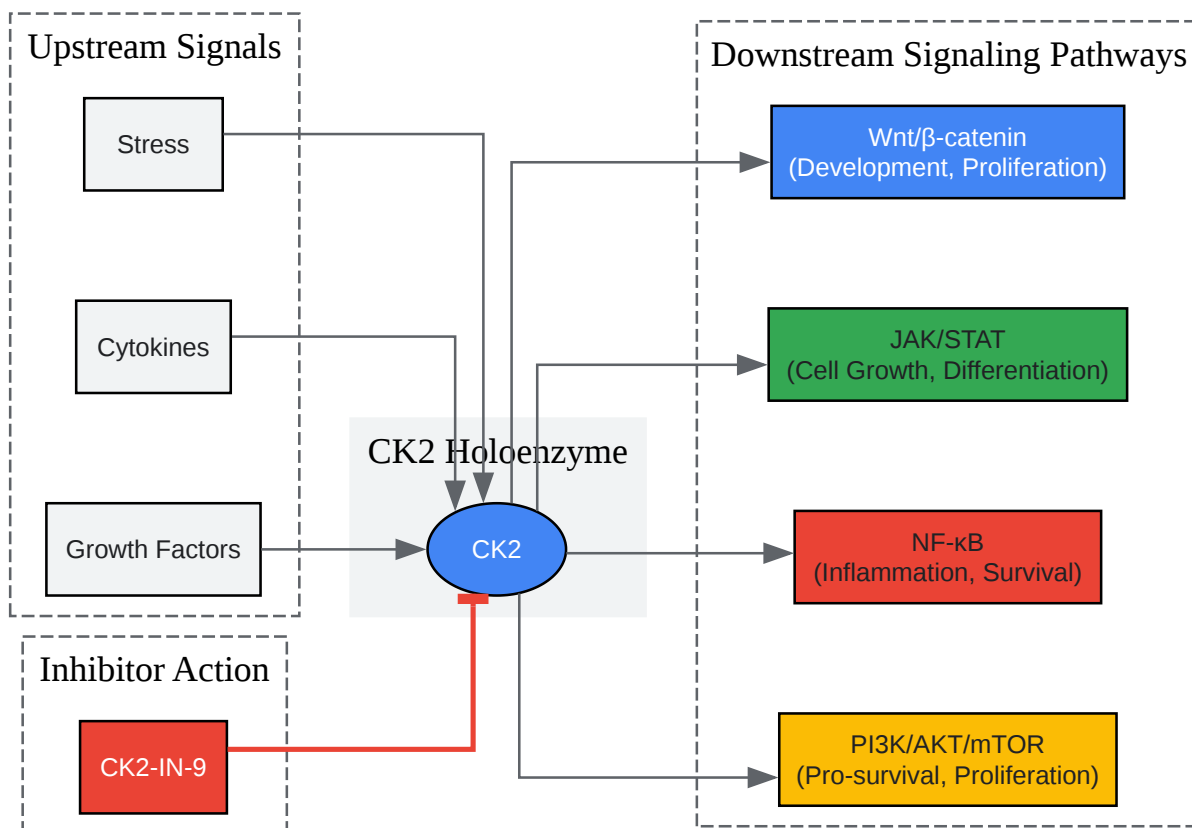 Upstream Signals
Stress
Cytokines
Growth Factors
Inhibitor Action
CK2-IN-9
CK2 Holoenzyme
CK2
Downstream Signaling Pathways
Wnt/β-catenin
(Development, Proliferation)
JAK/STAT
(Cell Growth, Differentiation)
NF-κB
(Inflammation, Survival)
PI3K/AKT/mTOR
(Pro-survival, Proliferation)